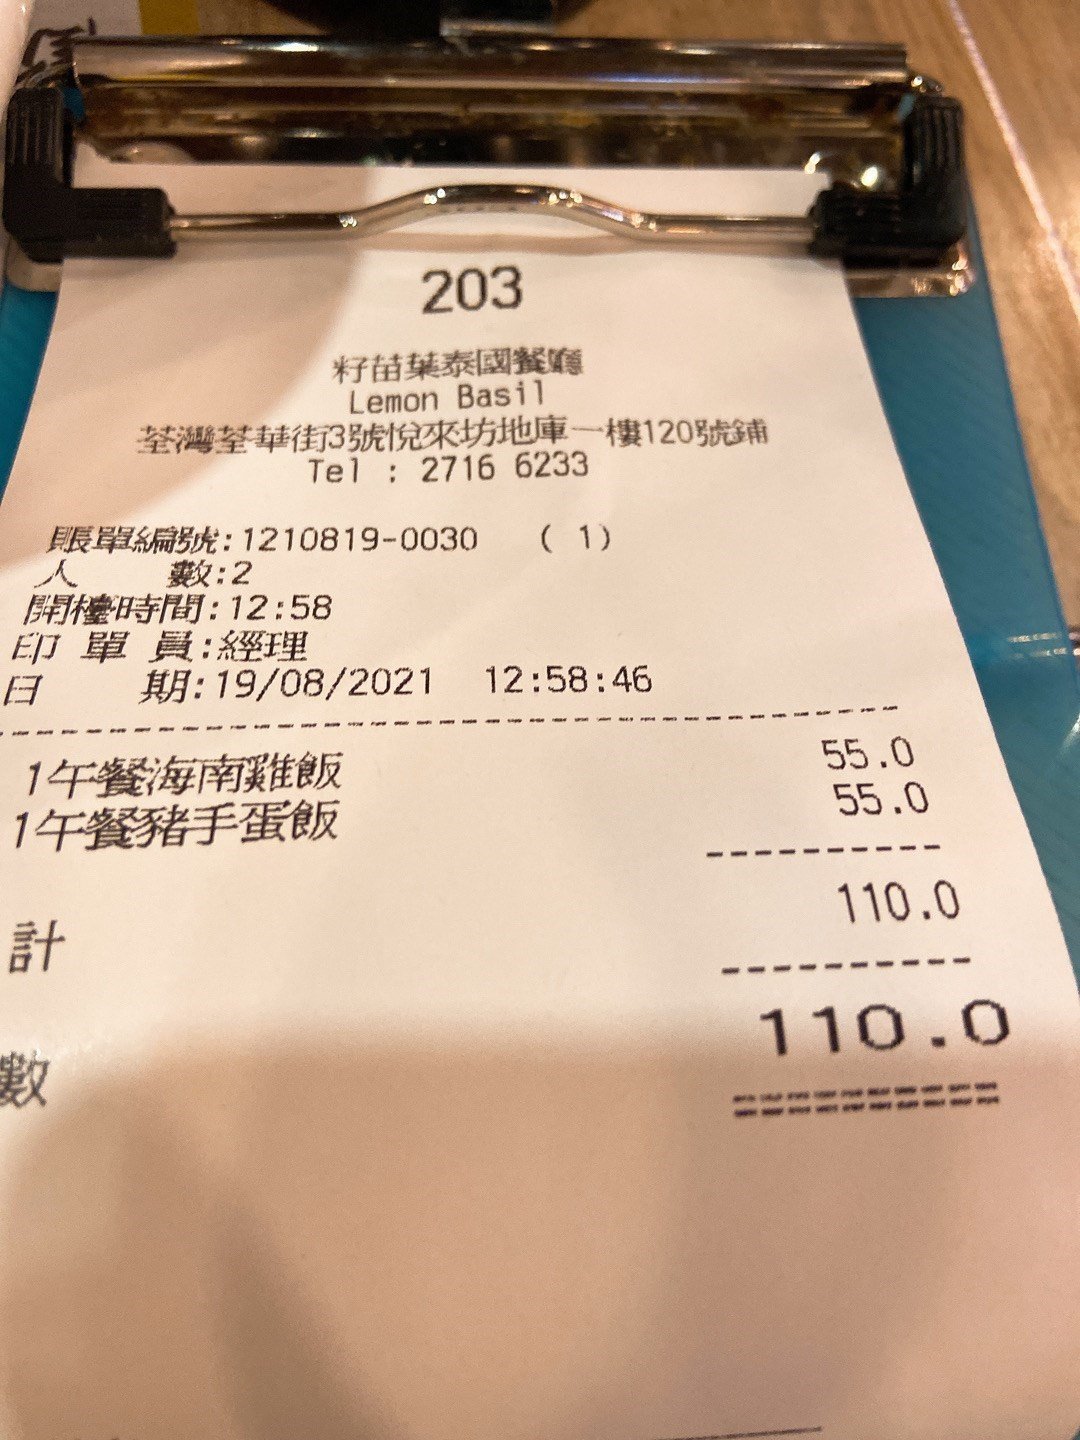 203
籽苗葉泰國餐廳
Lemon Basil
荃灣荃華街3號悅來坊地庫一樓120號鋪
Tel : 2716 6233
賬單編號:1210819-0030 ( 1)
人 數:2
開檯時間:12:58
印單員:經理
日 期:19/08/2021 12:58:46
1午餐海南雞飯 55.0
1午餐豬手蛋飯 55.0
計 110.0
數 110.0